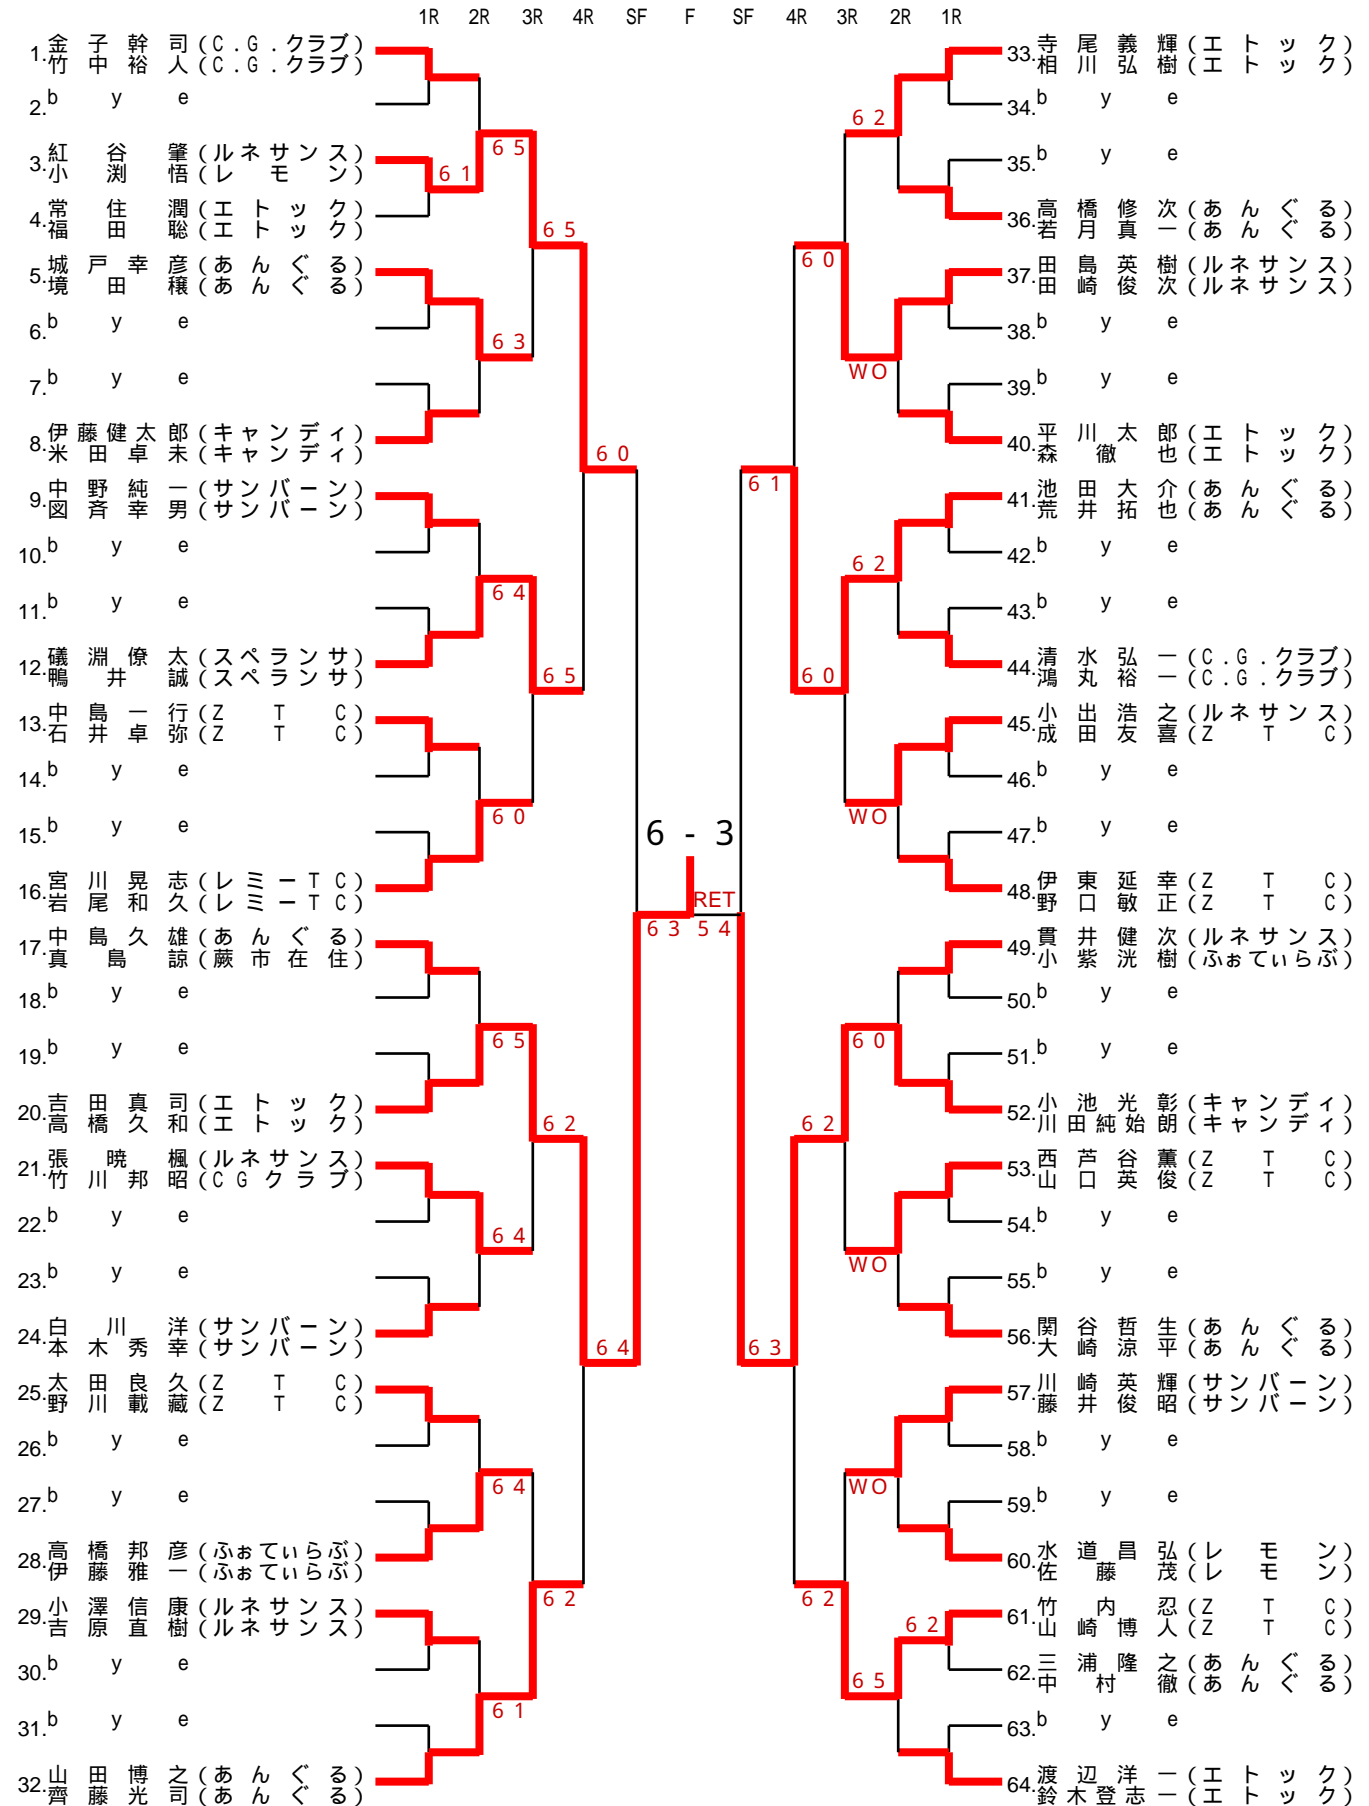 1R 2R 3R 4R SF F SF 4R 3R 2R 1R
1. 金子幹司(C.G.クラブ)
竹中裕人(C.G.クラブ)
2. bye
3. 紅谷肇(ルネサンス)
小渕悟(レモン)
4. 常住潤(エトック)
福田聡(エトック)
5. 城戸幸彦(あんぐる)
境田穣(あんぐる)
6. bye
7. bye
8. 伊藤健太郎(キャンディ)
米田卓未(キャンディ)
9. 中野純一(サンバーン)
図斉幸男(サンバーン)
10. bye
11. bye
12. 礒淵僚太(スペランサ)
鴨井誠(スペランサ)
13. 中島一行(ZTC)
石井卓弥(ZTC)
14. bye
15. bye
16. 宮川晃志(レミーTC)
岩尾和久(レミーTC)
17. 中島久雄(あんぐる)
真島諒(蕨市在住)
18. bye
19. bye
20. 吉田真司(エトック)
高橋久和(エトック)
21. 張暁楓(ルネサンス)
竹川邦昭(CGクラブ)
22. bye
23. bye
24. 白川洋(サンバーン)
本木秀幸(サンバーン)
25. 太田良久(ZTC)
野川載蔵(ZTC)
26. bye
27. bye
28. 高橋邦彦(ふぉてぃらぶ)
伊藤雅一(ふぉてぃらぶ)
29. 小澤信康(ルネサンス)
吉原直樹(ルネサンス)
30. bye
31. bye
32. 山田博之(あんぐる)
齊藤光司(あんぐる)
61
65
63
64
60
65
64
64
61
65
65
62
62
60
64
63
6 - 3
RET
54
61
63
60
60
62
62
62
WO
62
WO
60
WO
WO
65
62
33. 寺尾義輝(エトック)
相川弘樹(エトック)
34. bye
35. bye
36. 高橋修次(あんぐる)
若月真一(あんぐる)
37. 田島英樹(ルネサンス)
田崎俊次(ルネサンス)
38. bye
39. bye
40. 平川太郎(エトック)
森徹也(エトック)
41. 池田大介(あんぐる)
荒井拓也(あんぐる)
42. bye
43. bye
44. 清水弘一(C.G.クラブ)
鴻丸裕一(C.G.クラブ)
45. 小出浩之(ルネサンス)
成田友喜(ZTC)
46. bye
47. bye
48. 伊東延幸(ZTC)
野口敏正(ZTC)
49. 貫井健次(ルネサンス)
小紫洸樹(ふぉてぃらぶ)
50. bye
51. bye
52. 小池光彰(キャンディ)
川田純始朗(キャンディ)
53. 西芦谷薫(ZTC)
山口英俊(ZTC)
54. bye
55. bye
56. 関谷哲生(あんぐる)
大崎涼平(あんぐる)
57. 川崎英輝(サンバーン)
藤井俊昭(サンバーン)
58. bye
59. bye
60. 水道昌弘(レモン)
佐藤茂(レモン)
61. 竹内忍(ZTC)
山崎博人(ZTC)
62. 三浦隆之(あんぐる)
中村徹(あんぐる)
63. bye
64. 渡辺洋一(エトック)
鈴木登志一(エトック)